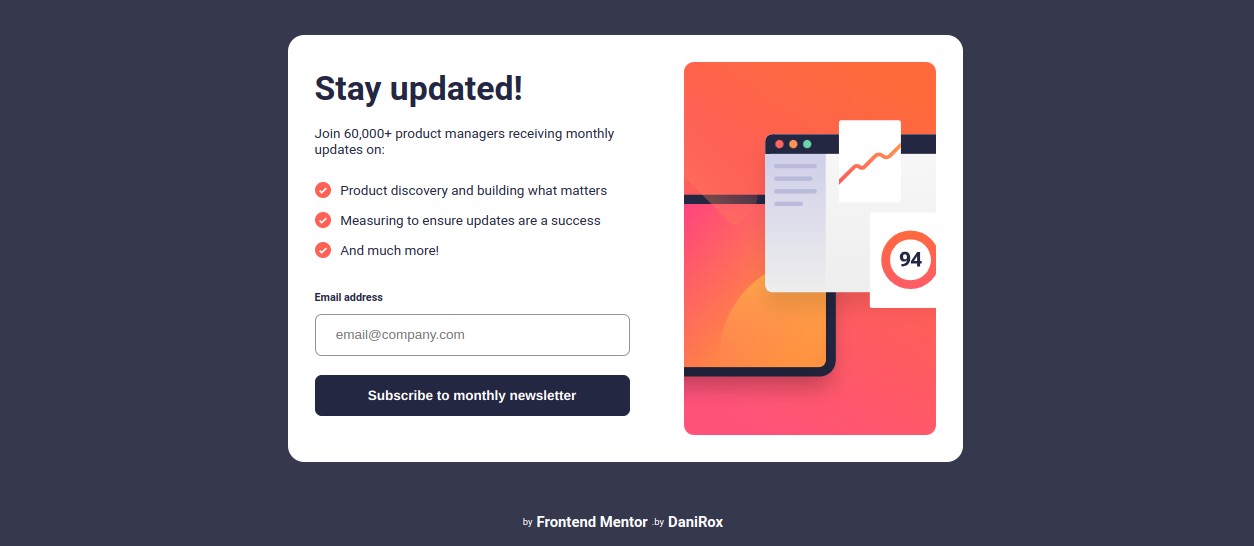 Stay updated!
Join 60,000+ product managers receiving monthly
updates on:
Product discovery and building what matters
Measuring to ensure updates are a success
And much more!
Email address
email@company.com
Subscribe to monthly newsletter
94
by Frontend Mentor .by DaniRox